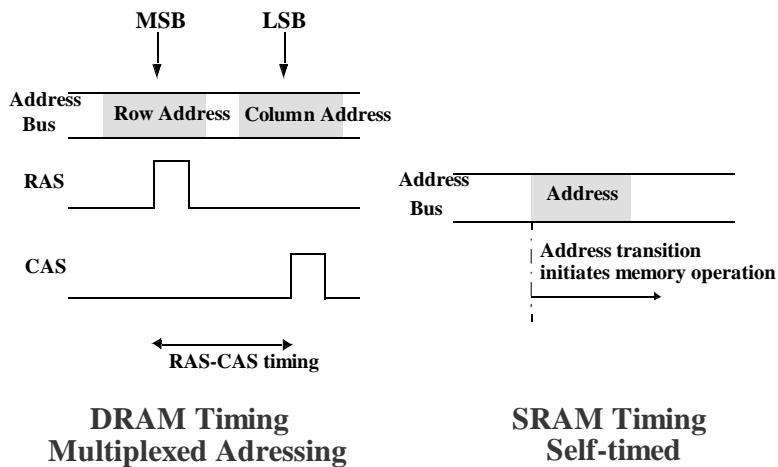 MSB
LSB
Address
Bus
Row Address
Column Address
RAS
CAS
RAS-CAS timing
DRAM Timing
Multiplexed Adressing
Address
Bus
Address
Address transition
initiates memory operation
SRAM Timing
Self-timed